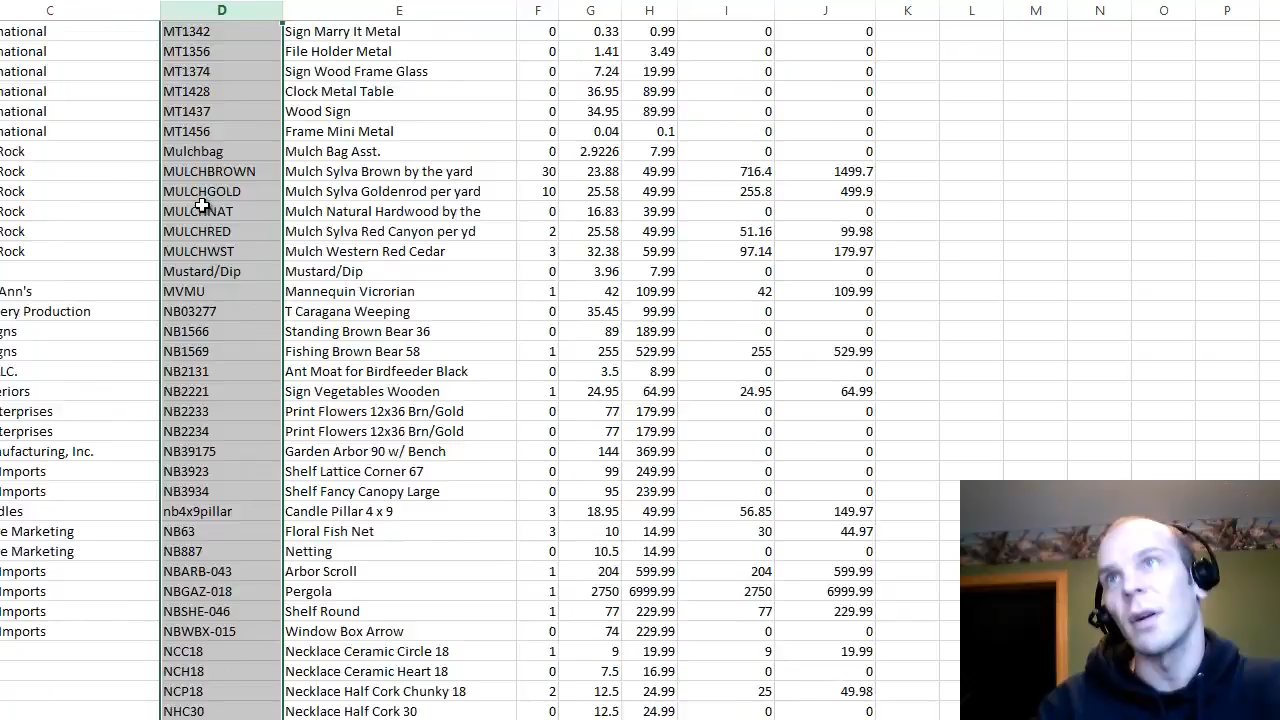 C D E F G H I J K L M N O P
national MT1342 Sign Marry It Metal 0 0.33 0.99 0 0
national MT1356 File Holder Metal 0 1.41 3.49 0 0
national MT1374 Sign Wood Frame Glass 0 7.24 19.99 0 0
national MT1428 Clock Metal Table 0 36.95 89.99 0 0
national MT1437 Wood Sign 0 34.95 89.99 0 0
national MT1456 Frame Mini Metal 0 0.04 0.1 0 0
Rock Mulchbag Mulch Bag Asst. 0 2.9226 7.99 0 0
Rock MULCHBROWN Mulch Sylva Brown by the yard 30 23.88 49.99 716.4 1499.7
Rock MULCHGOLD Mulch Sylva Goldenrod per yard 10 25.58 49.99 255.8 499.9
Rock MULCHNAT Mulch Natural Hardwood by the 0 16.83 39.99 0 0
Rock MULCHRED Mulch Sylva Red Canyon per yd 2 25.58 49.99 51.16 99.98
Rock MULCHWST Mulch Western Red Cedar 3 32.38 59.99 97.14 179.97
Mustard/Dip Mustard/Dip 0 3.96 7.99 0 0
Ann's MVMU Mannequin Vicrorian 1 42 109.99 42 109.99
ery Production NB03277 T Caragana Weeping 0 35.45 99.99 0 0
gns NB1566 Standing Brown Bear 36 0 89 189.99 0 0
gns NB1569 Fishing Brown Bear 58 1 255 529.99 255 529.99
LC. NB2131 Ant Moat for Birdfeeder Black 0 3.5 8.99 0 0
eriors NB2221 Sign Vegetables Wooden 1 24.95 64.99 24.95 64.99
terprises NB2233 Print Flowers 12x36 Brn/Gold 0 77 179.99 0 0
terprises NB2234 Print Flowers 12x36 Brn/Gold 0 77 179.99 0 0
nufacturing, Inc. NB39175 Garden Arbor 90 w/ Bench 0 144 369.99 0 0
Imports NB3923 Shelf Lattice Corner 67 0 99 249.99 0 0
Imports NB3934 Shelf Fancy Canopy Large 0 95 239.99 0 0
dles nb4x9pillar Candle Pillar 4 x 9 3 18.95 49.99 56.85 149.97
re Marketing NB63 Floral Fish Net 3 10 14.99 30 44.97
re Marketing NB887 Netting 0 10.5 14.99 0 0
Imports NBARB-043 Arbor Scroll 1 204 599.99 204 599.99
Imports NBGAZ-018 Pergola 1 2750 6999.99 2750 6999.99
Imports NBSHE-046 Shelf Round 1 77 229.99 77 229.99
Imports NBWBX-015 Window Box Arrow 0 74 229.99 0 0
NCC18 Necklace Ceramic Circle 18 1 9 19.99 9 19.99
NCH18 Necklace Ceramic Heart 18 0 7.5 16.99 0 0
NCP18 Necklace Half Cork Chunky 18 2 12.5 24.99 25 49.98
NHC30 Necklace Half Cork 30 0 12.5 24.99 0 0